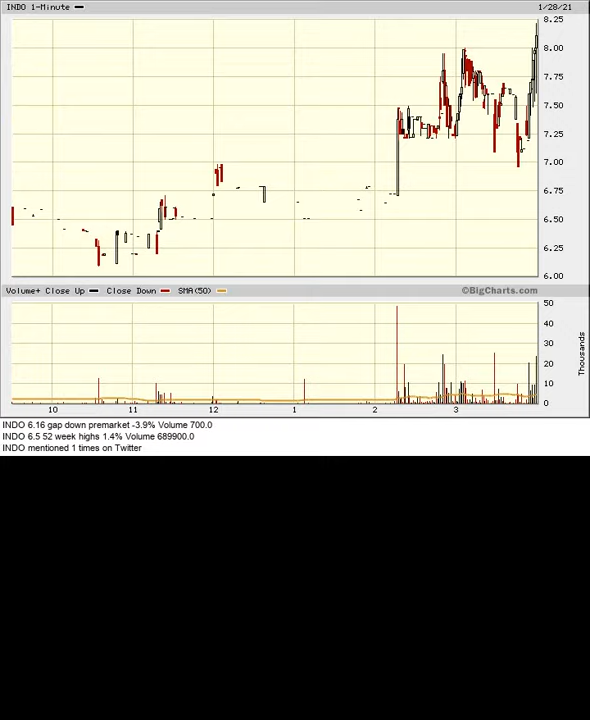 INDO 1-Minute 1/28/21
8.25
8.00
7.75
7.50
7.25
7.00
6.75
6.50
6.25
6.00
Volume+ Close Up Close Down SMA(50) ©BigCharts.com
50
40
30
20
10
0
Thousands
10 11 12 1 2 3
INDO 6.16 gap down premarket -3.9% Volume 700.0
INDO 6.5 52 week highs 1.4% Volume 689900.0
INDO mentioned 1 times on Twitter